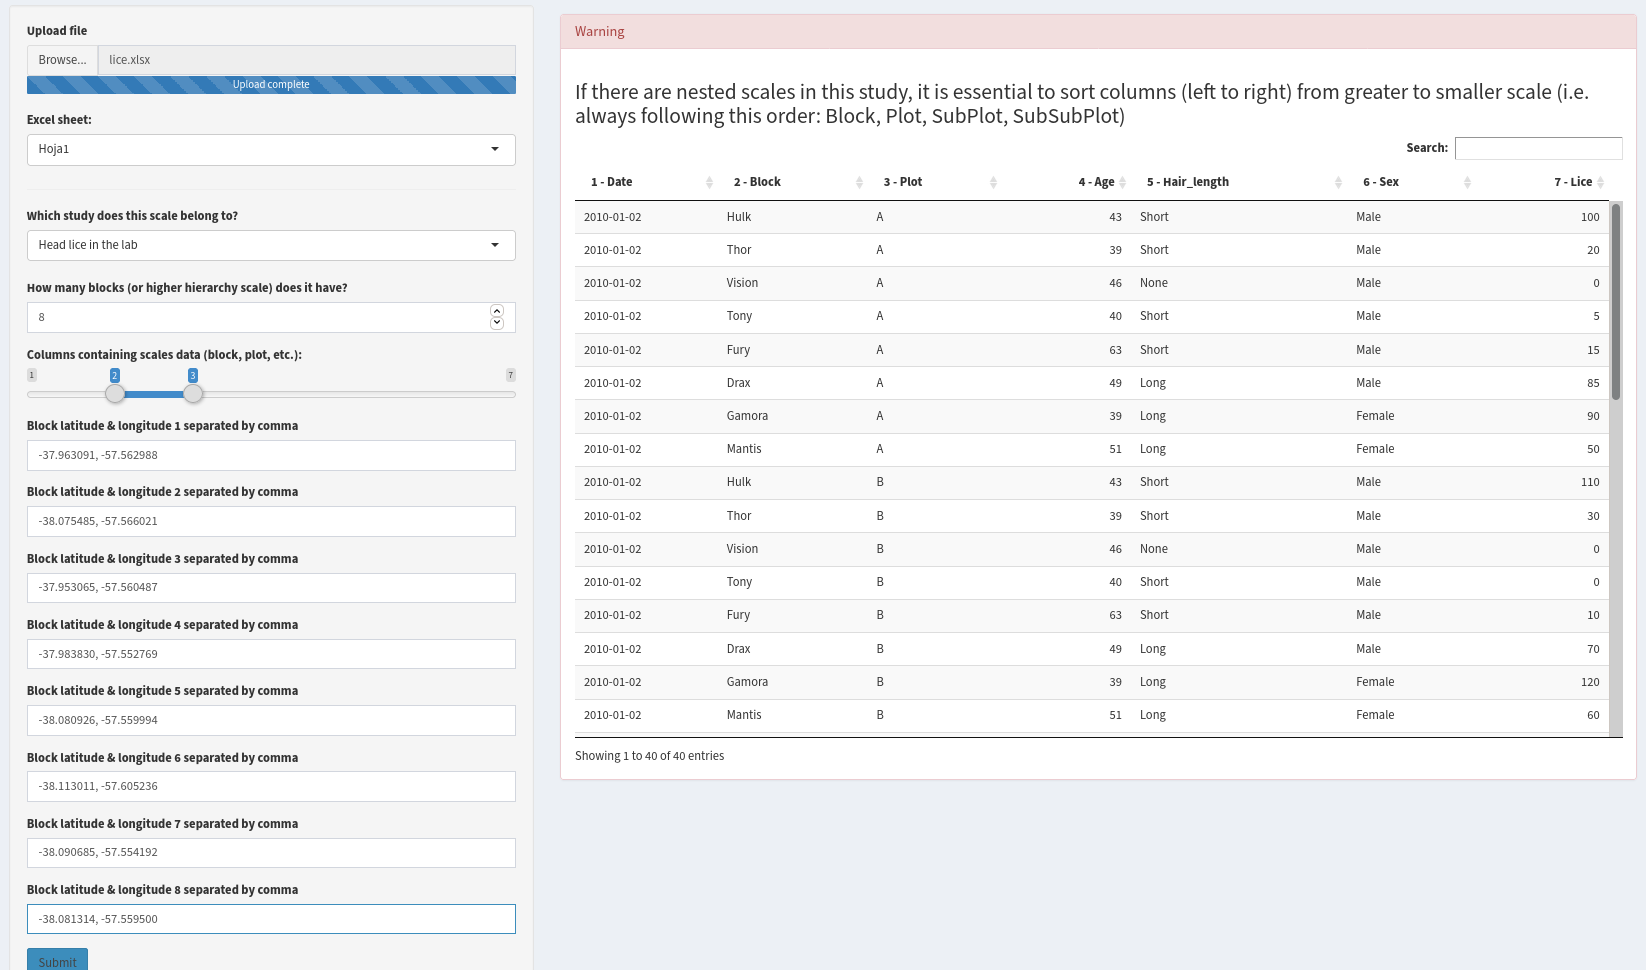 Upload file
Browse... lice.xlsx
Upload complete
Excel sheet:
Hoja1
Which study does this scale belong to?
Head lice in the lab
How many blocks (or higher hierarchy scale) does it have?
8
Columns containing scales data (block, plot, etc.):
1 2 3 7
Block latitude & longitude 1 separated by comma
-37.963091, -57.562988
Block latitude & longitude 2 separated by comma
-38.075485, -57.566021
Block latitude & longitude 3 separated by comma
-37.953065, -57.560487
Block latitude & longitude 4 separated by comma
-37.983830, -57.552769
Block latitude & longitude 5 separated by comma
-38.080926, -57.559994
Block latitude & longitude 6 separated by comma
-38.113011, -57.605236
Block latitude & longitude 7 separated by comma
-38.090685, -57.554192
Block latitude & longitude 8 separated by comma
-38.081314, -57.559500
Submit
Warning
If there are nested scales in this study, it is essential to sort columns (left to right) from greater to smaller scale (i.e.
always following this order: Block, Plot, SubPlot, SubSubPlot)
Search:
1 - Date 2 - Block 3 - Plot 4 - Age 5 - Hair_length 6 - Sex 7 - Lice
2010-01-02 Hulk A 43 Short Male 100
2010-01-02 Thor A 39 Short Male 20
2010-01-02 Vision A 46 None Male 0
2010-01-02 Tony A 40 Short Male 5
2010-01-02 Fury A 63 Short Male 15
2010-01-02 Drax A 49 Long Male 85
2010-01-02 Gamora A 39 Long Female 90
2010-01-02 Mantis A 51 Long Female 50
2010-01-02 Hulk B 43 Short Male 110
2010-01-02 Thor B 39 Short Male 30
2010-01-02 Vision B 46 None Male 0
2010-01-02 Tony B 40 Short Male 0
2010-01-02 Fury B 63 Short Male 10
2010-01-02 Drax B 49 Long Male 70
2010-01-02 Gamora B 39 Long Female 120
2010-01-02 Mantis B 51 Long Female 60
Showing 1 to 40 of 40 entries